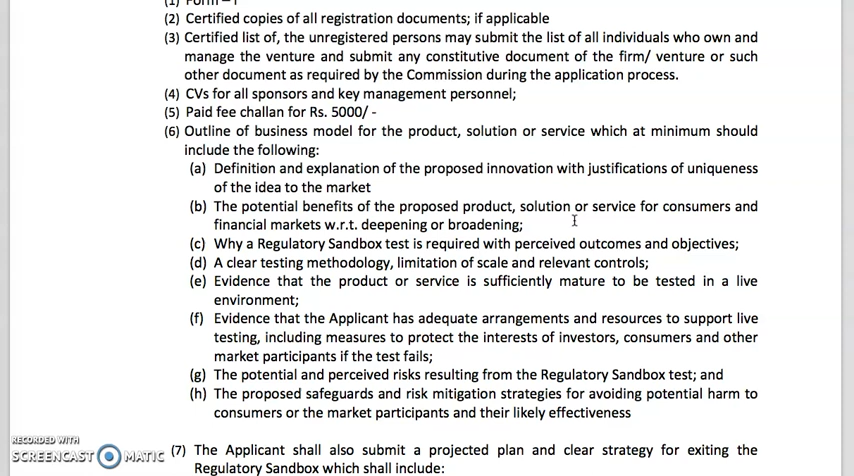 (1) Form – I
(2) Certified copies of all registration documents; if applicable
(3) Certified list of, the unregistered persons may submit the list of all individuals who own and
manage the venture and submit any constitutive document of the firm/ venture or such
other document as required by the Commission during the application process.
(4) CVs for all sponsors and key management personnel;
(5) Paid fee challan for Rs. 5000/ -
(6) Outline of business model for the product, solution or service which at minimum should
include the following:
(a) Definition and explanation of the proposed innovation with justifications of uniqueness
of the idea to the market
(b) The potential benefits of the proposed product, solution or service for consumers and
financial markets w.r.t. deepening or broadening;
(c) Why a Regulatory Sandbox test is required with perceived outcomes and objectives;
(d) A clear testing methodology, limitation of scale and relevant controls;
(e) Evidence that the product or service is sufficiently mature to be tested in a live
environment;
(f) Evidence that the Applicant has adequate arrangements and resources to support live
testing, including measures to protect the interests of investors, consumers and other
market participants if the test fails;
(g) The potential and perceived risks resulting from the Regulatory Sandbox test; and
(h) The proposed safeguards and risk mitigation strategies for avoiding potential harm to
consumers or the market participants and their likely effectiveness
RECORDED WITH
SCREENCAST MATIC
(7) The Applicant shall also submit a projected plan and clear strategy for exiting the
Regulatory Sandbox which shall include: